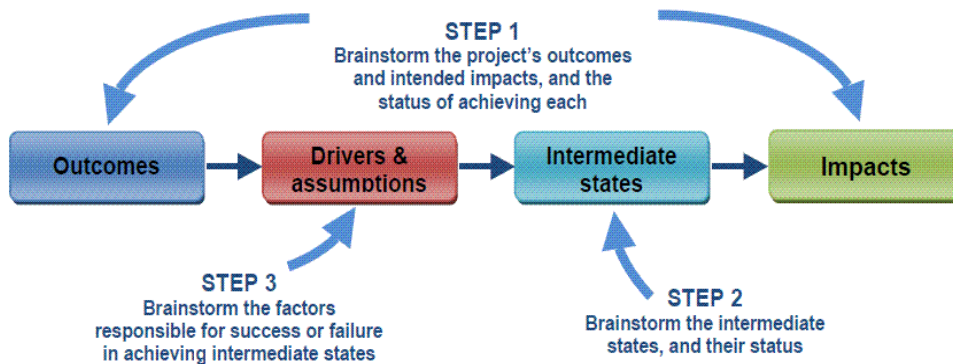 STEP 1
Brainstorm the project's outcomes
and intended impacts, and the
status of achieving each
Outcomes
Drivers &
assumptions
Intermediate
states
Impacts
STEP 3
Brainstorm the factors
responsible for success or failure
in achieving intermediate states
STEP 2
Brainstorm the intermediate
states, and their status